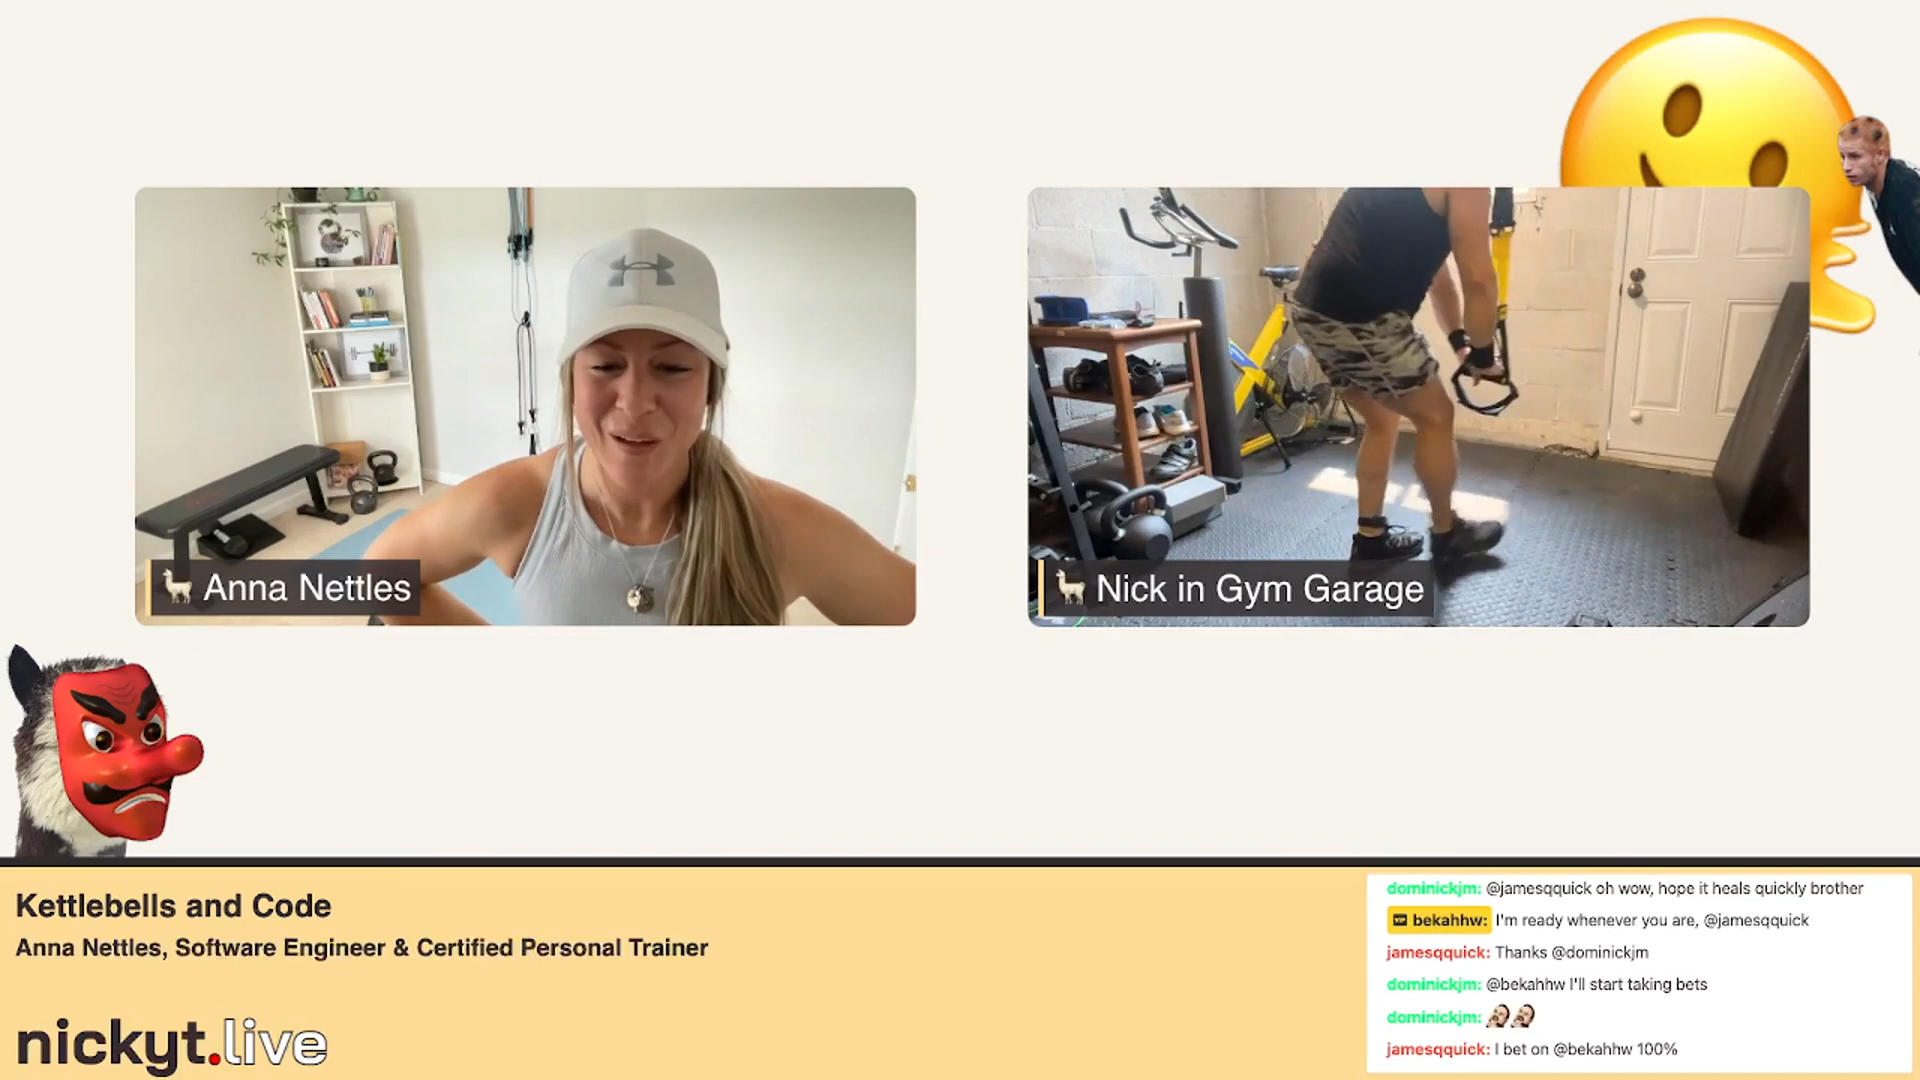 Anna Nettles
Nick in Gym Garage
Kettlebells and Code
Anna Nettles, Software Engineer & Certified Personal Trainer
nickyt.live
dominickjm: @jamesqquick oh wow, hope it heals quickly brother
bekahhw: I'm ready whenever you are, @jamesqquick
jamesqquick: Thanks @dominickjm
dominickjm: @bekahhw I'll start taking bets
dominickjm:
jamesqquick: I bet on @bekahhw 100%